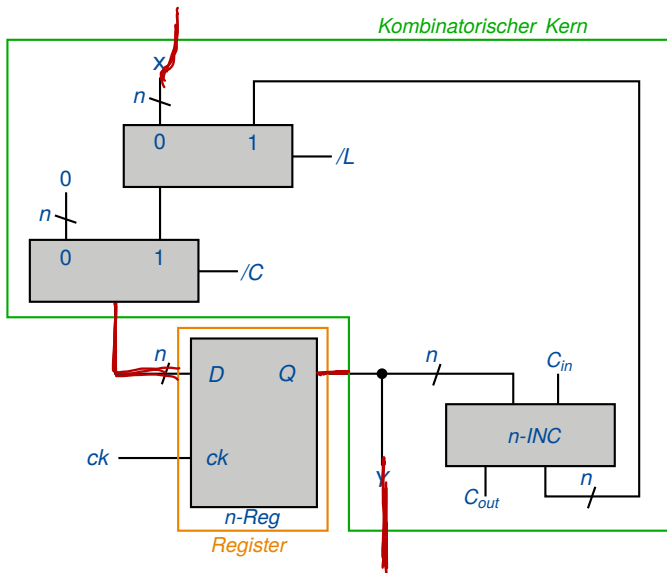 Kombinatorischer Kern
x
n
0 1
/L
0
n
0 1
/C
n
D Q
n
C_in
n-INC
ck
ck
Y
C_out
n
n-Reg
Register